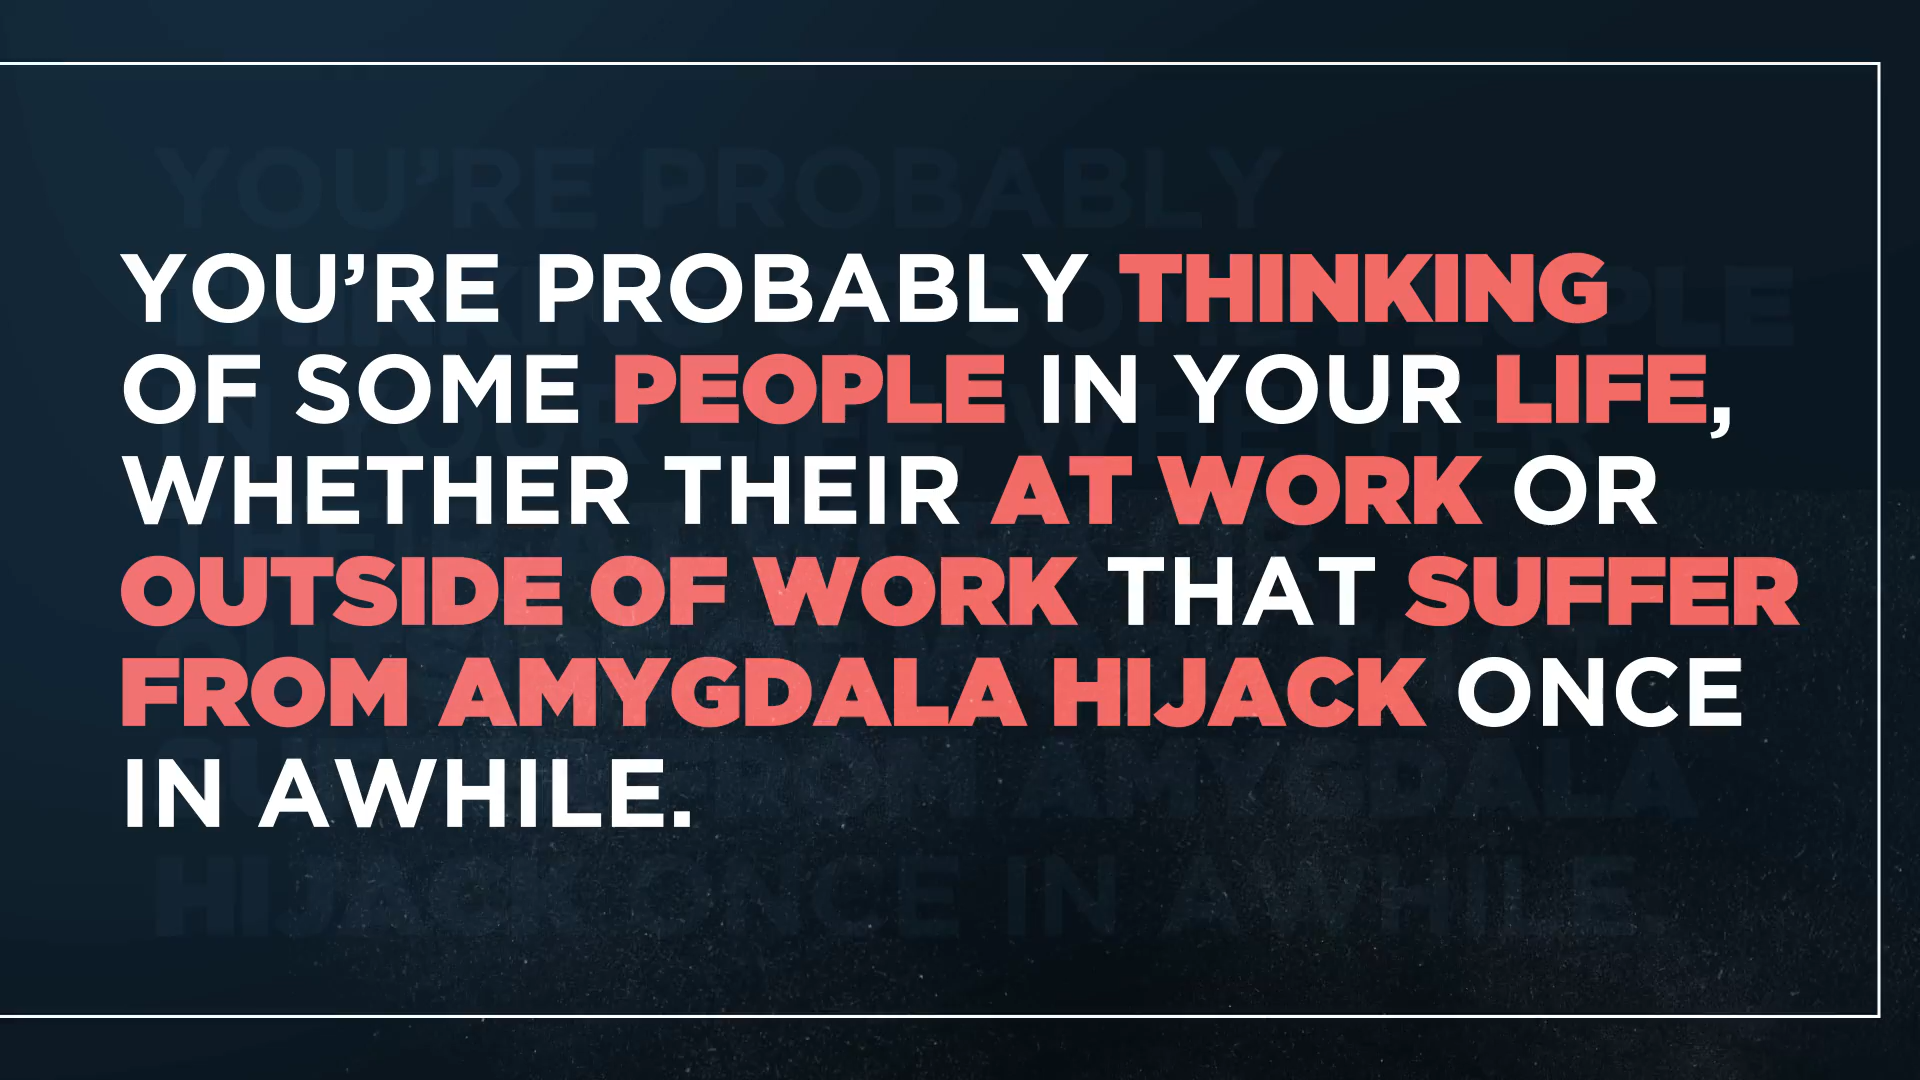 YOU'RE PROBABLY THINKING
OF SOME PEOPLE IN YOUR LIFE,
WHETHER THEIR AT WORK OR
OUTSIDE OF WORK THAT SUFFER
FROM AMYGDALA HIJACK ONCE
IN AWHILE.